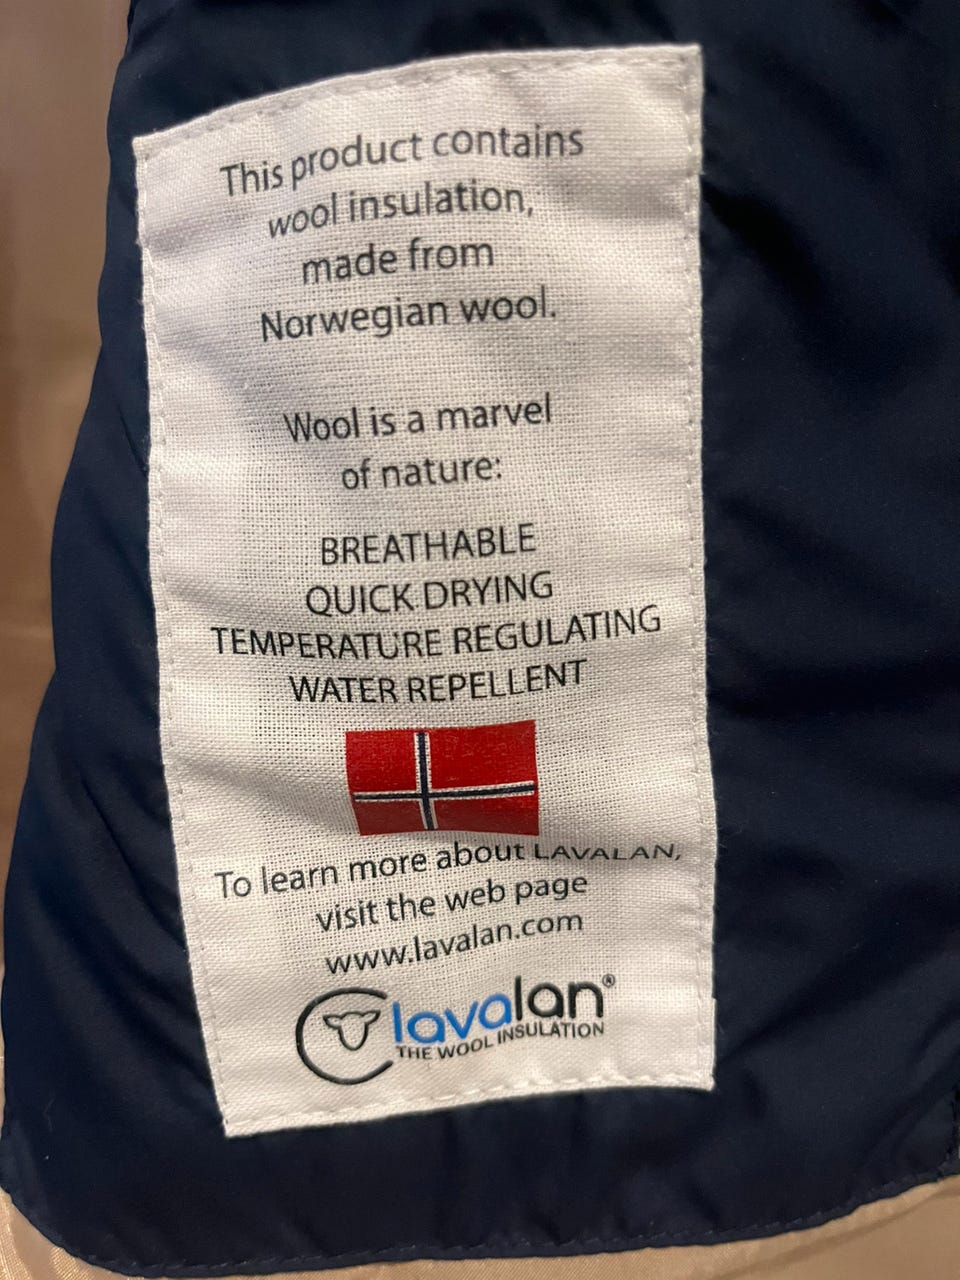 This product contains
wool insulation,
made from
Norwegian wool.
Wool is a marvel
of nature:
BREATHABLE
QUICK DRYING
TEMPERATURE REGULATING
WATER REPELLENT
To learn more about LAVALAN,
visit the web page
www.lavalan.com
lavalan®
THE WOOL INSULATION